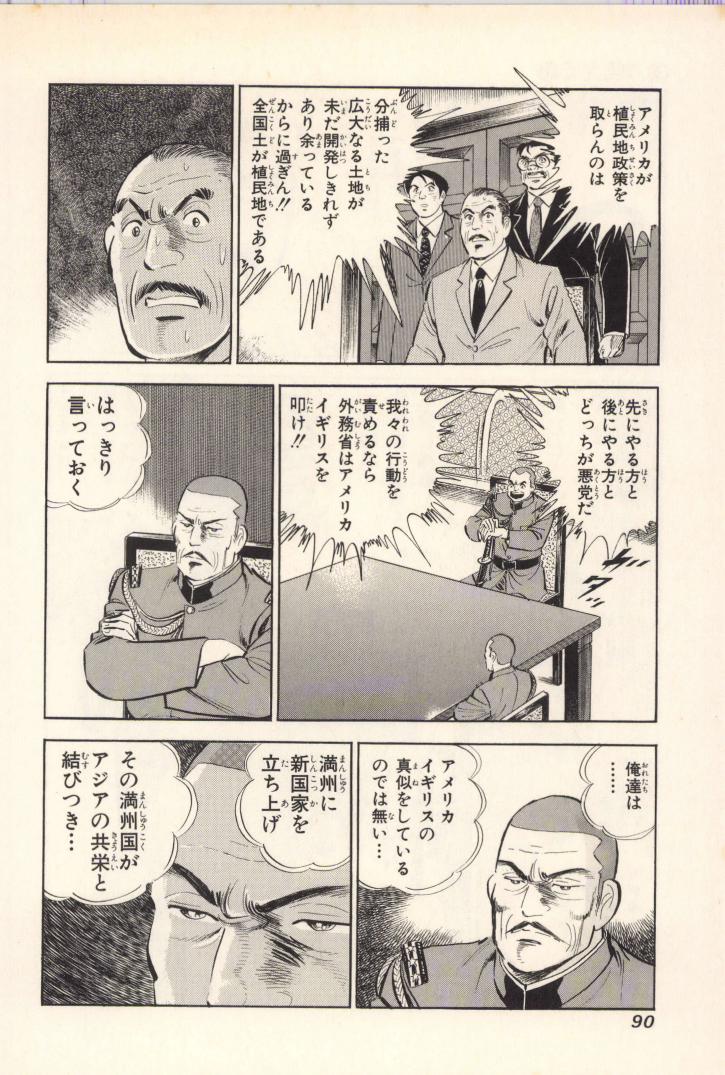 アメリカが
植民地政策を
取らんのは
分捕った
広大なる土地が
未だ開発しきれず
あり余っている
からに過ぎん!!
全国土が植民地である
先にやる方と
後にやる方と
どっちが悪党だ
ガタ
我々の行動を
責めるなら
外務省はアメリカ
イギリスを
叩け!!
はっきり
言っておく
俺達は
……
アメリカ
イギリスの
真似をしている
のでは無い…
満州に
新国家を
立ち上げ
その満州国が
アジアの共栄と
結びつき…
90